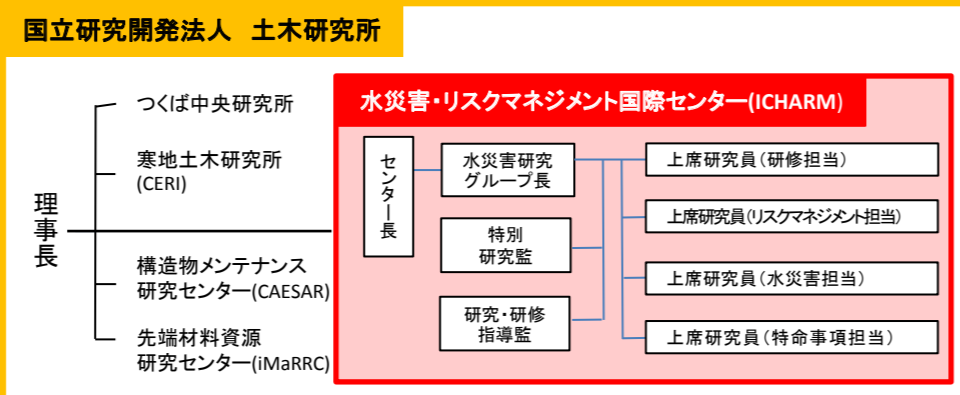 国立研究開発法人　土木研究所
理事長
つくば中央研究所
寒地土木研究所
(CERI)
構造物メンテナンス
研究センター(CAESAR)
先端材料資源
研究センター(iMaRRC)
水災害・リスクマネジメント国際センター(ICHARM)
センター長
水災害研究
グループ長
特別
研究監
研究・研修
指導監
上席研究員(研修担当)
上席研究員(リスクマネジメント担当)
上席研究員(水災害担当)
上席研究員(特命事項担当)